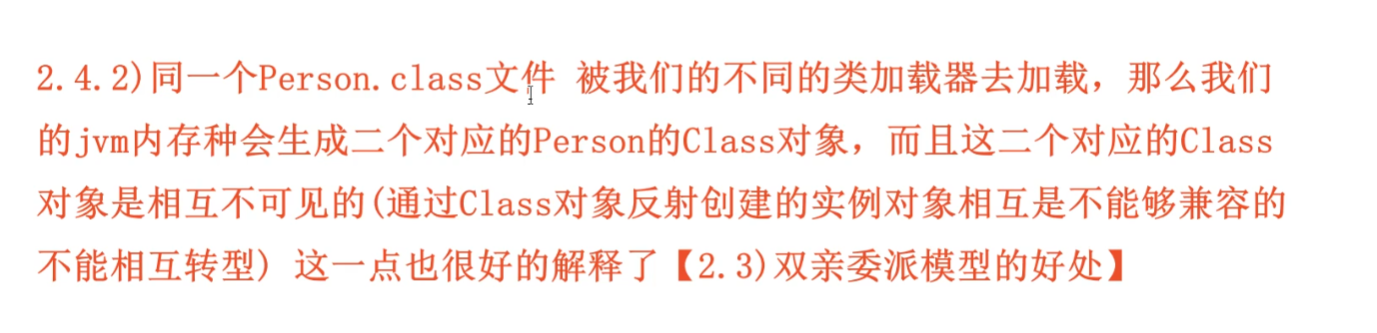 2.4.2)同一个Person.class文件 被我们的不同的类加载器去加载，那么我们
的jvm内存种会生成二个对应的Person的Class对象，而且这二个对应的Class
对象是相互不可见的(通过Class对象反射创建的实例对象相互是不能够兼容的
不能相互转型) 这一点也很好的解释了【2.3)双亲委派模型的好处】